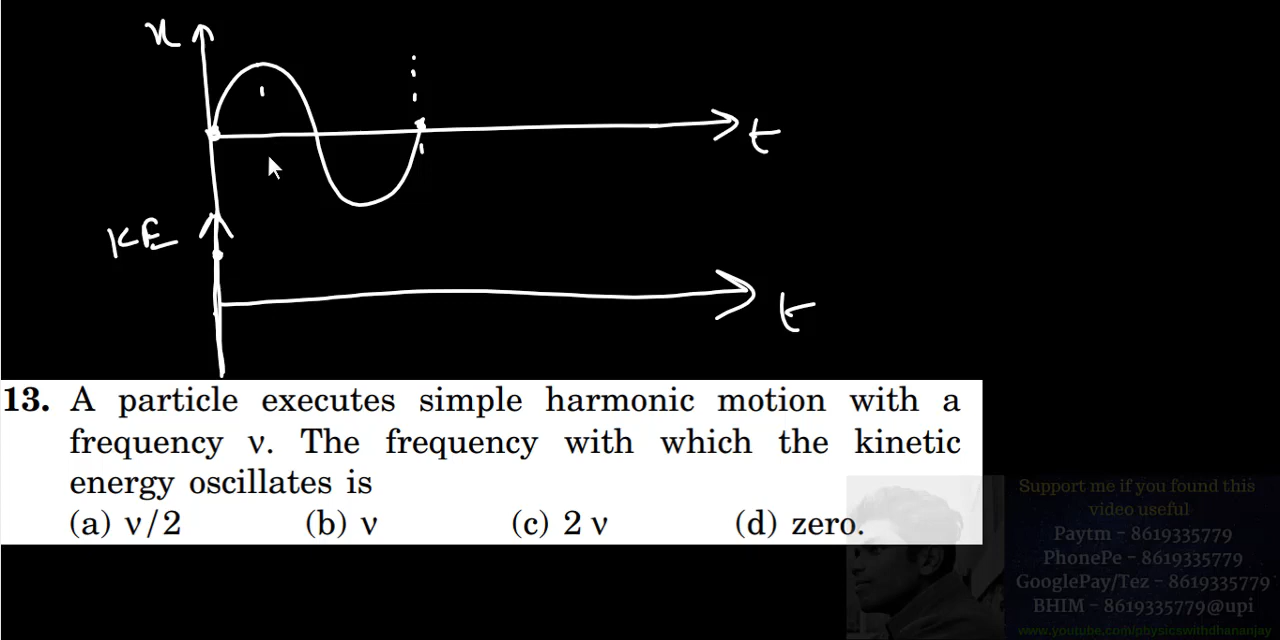 x
t
KE
t
13. A particle executes simple harmonic motion with a
frequency ν. The frequency with which the kinetic
energy oscillates is
(a) ν/2 (b) ν (c) 2 ν (d) zero.
Support me if you found this
video useful
Paytm - 8619335779
PhonePe - 8619335779
GooglePay/Tez - 8619335779
BHIM - 8619335779@upi
www.youtube.com/physicswithdhananjay